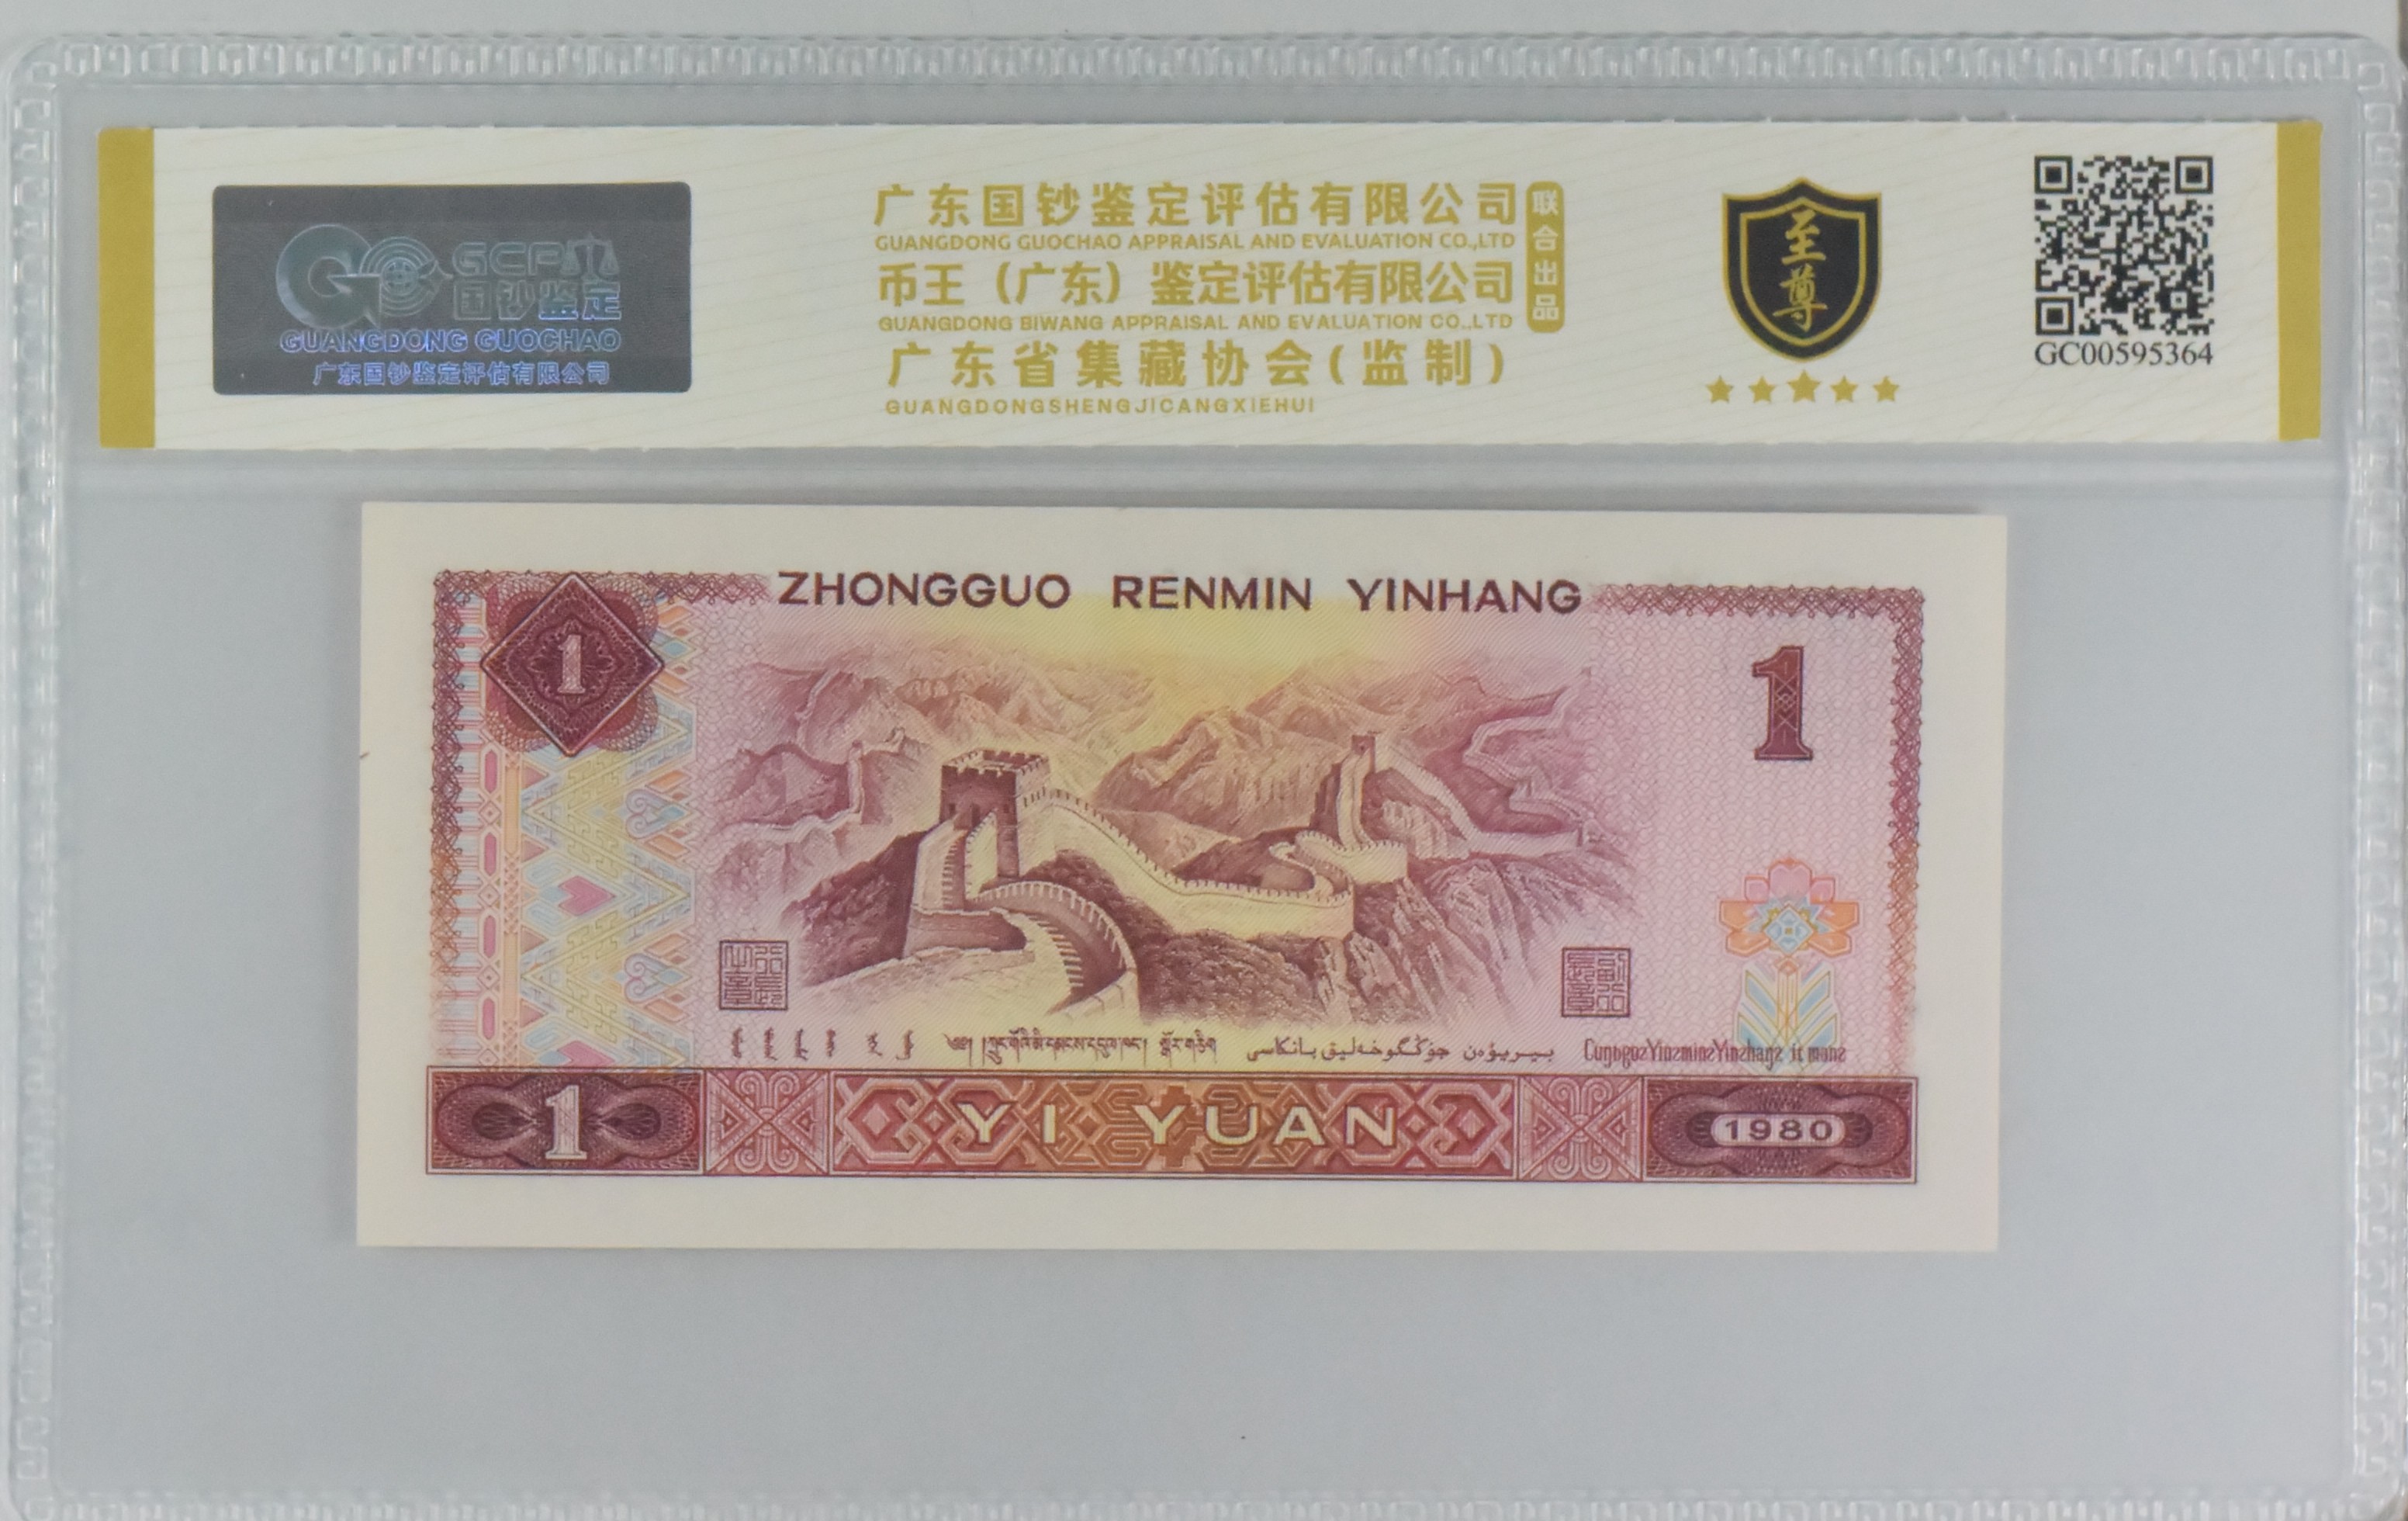 GCP
国钞鉴定
GUANGDONG GUOCHAO
广东国钞鉴定评估有限公司
广东国钞鉴定评估有限公司
GUANGDONG GUOCHAO APPRAISAL AND EVALUATION CO.,LTD
币王（广东）鉴定评估有限公司
GUANGDONG BIWANG APPRAISAL AND EVALUATION CO.,LTD
广东省集藏协会(监制)
GUANGDONGSHENGJICANGXIEHUI
联合出品
至尊
GC00595364
ZHONGGUO RENMIN YINHANG
1
1
1
YI YUAN
1980